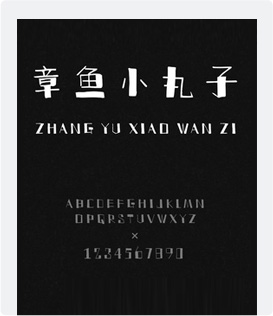 章鱼小丸子
ZHANG YU XIAO WAN ZI
ABCDEFGHIJKLMN
OPQRSTUVWXYZ
×
1234567890